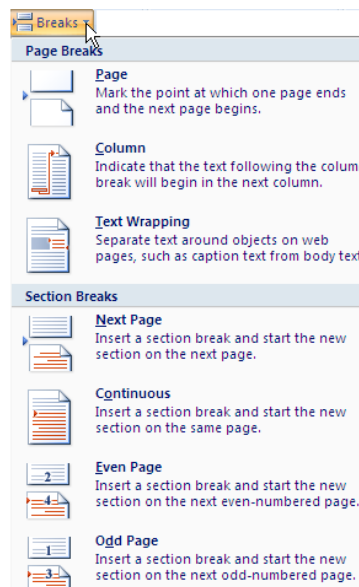 Breaks
Page Breaks
Page
Mark the point at which one page ends
and the next page begins.
Column
Indicate that the text following the colum
break will begin in the next column.
Text Wrapping
Separate text around objects on web
pages, such as caption text from body text
Section Breaks
Next Page
Insert a section break and start the new
section on the next page.
Continuous
Insert a section break and start the new
section on the same page.
Even Page
2
4
Insert a section break and start the new
section on the next even-numbered page.
Odd Page
1
3
Insert a section break and start the new
section on the next odd-numbered page.